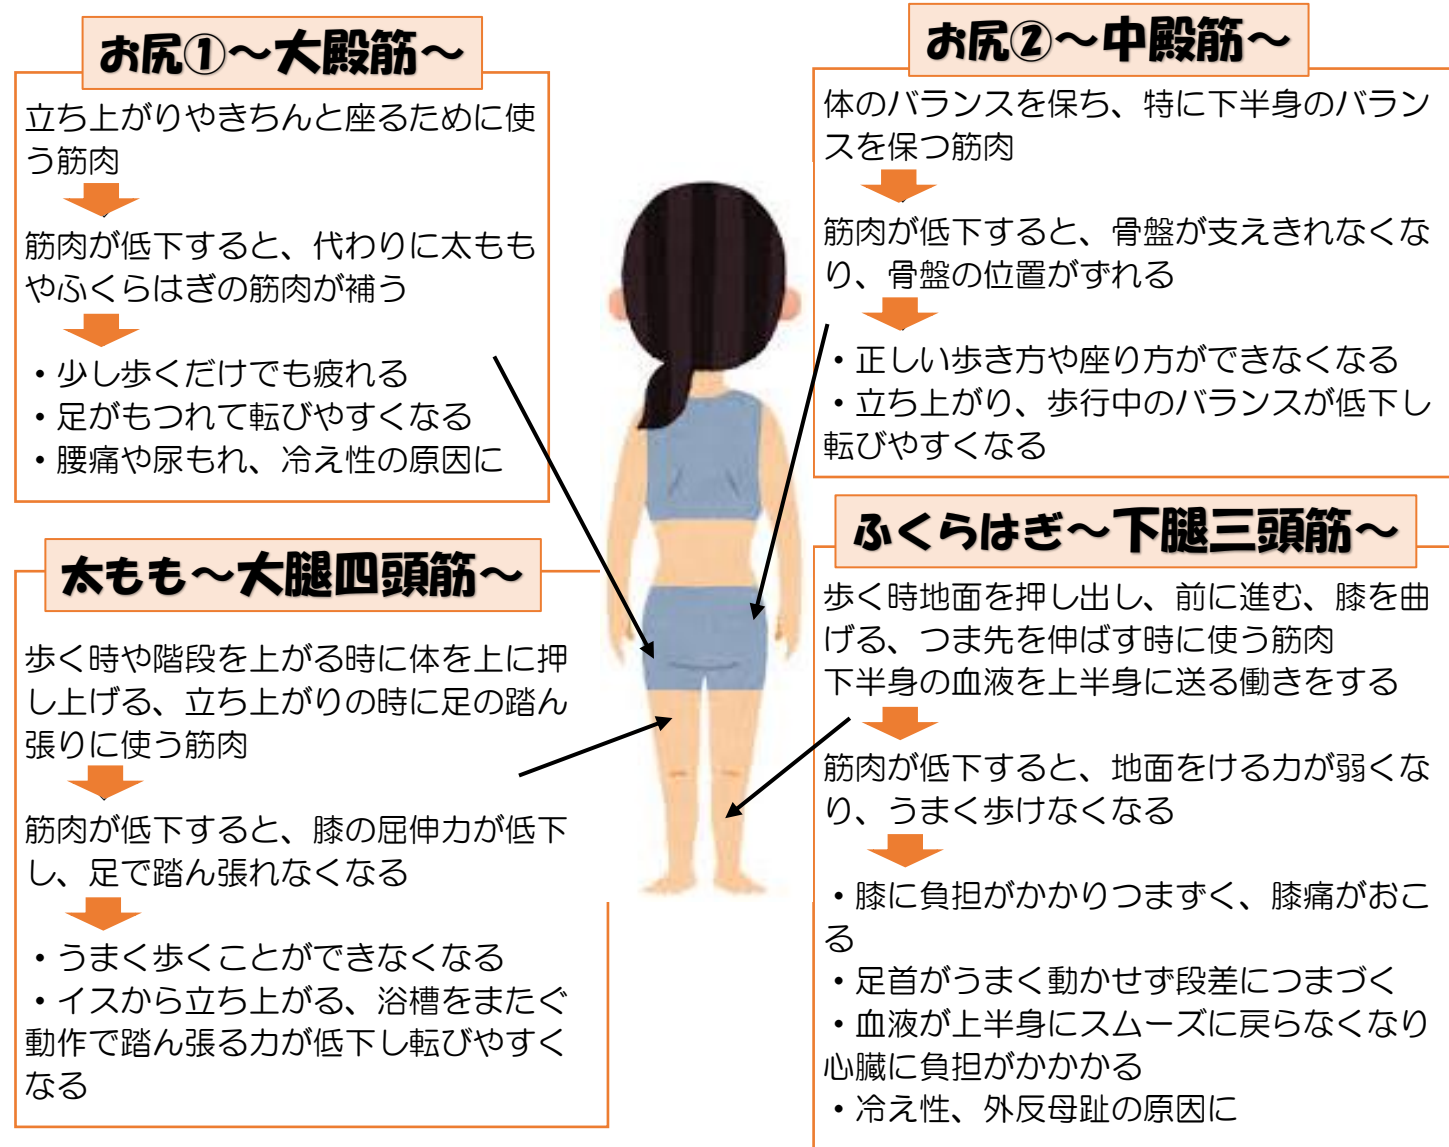 お尻①～大殿筋～
立ち上がりやきちんと座るために使
う筋肉
筋肉が低下すると、代わりに太もも
やふくらはぎの筋肉が補う
・少し歩くだけでも疲れる
・足がもつれて転びやすくなる
・腰痛や尿もれ、冷え性の原因に
お尻②～中殿筋～
体のバランスを保ち、特に下半身のバラン
スを保つ筋肉
筋肉が低下すると、骨盤が支えきれなくな
り、骨盤の位置がずれる
・正しい歩き方や座り方ができなくなる
・立ち上がり、歩行中のバランスが低下し
転びやすくなる
太もも～大腿四頭筋～
歩く時や階段を上がる時に体を上に押
し上げる、立ち上がりの時に足の踏ん
張りに使う筋肉
筋肉が低下すると、膝の屈伸力が低下
し、足で踏ん張れなくなる
・うまく歩くことができなくなる
・イスから立ち上がる、浴槽をまたぐ
動作で踏ん張る力が低下し転びやすく
なる
ふくらはぎ～下腿三頭筋～
歩く時地面を押し出し、前に進む、膝を曲
げる、つま先を伸ばす時に使う筋肉
下半身の血液を上半身に送る働きをする
筋肉が低下すると、地面をける力が弱くな
り、うまく歩けなくなる
・膝に負担がかかりつまずく、膝痛がおこ
る
・足首がうまく動かせず段差につまづく
・血液が上半身にスムーズに戻らなくなり
心臓に負担がかかかる
・冷え性、外反母趾の原因に